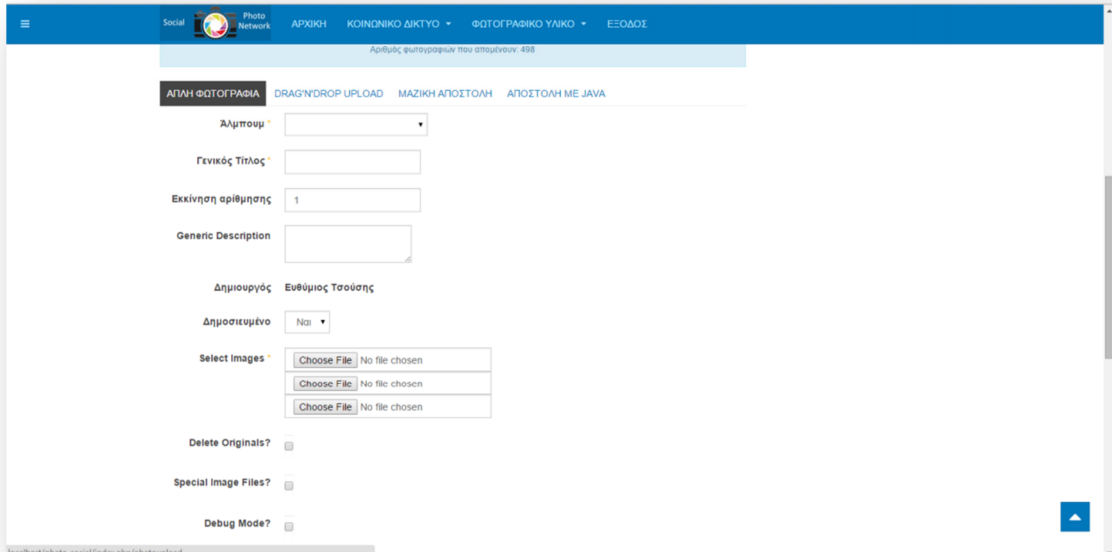 Social Photo Network ΑΡΧΙΚΗ ΚΟΙΝΩΝΙΚΟ ΔΙΚΤΥΟ ΦΩΤΟΓΡΑΦΙΚΟ ΥΛΙΚΟ ΕΞΟΔΟΣ
Αριθμός φωτογραφιών που απομένουν: 498
ΑΠΛΗ ΦΩΤΟΓΡΑΦΙΑ DRAG'N'DROP UPLOAD ΜΑΖΙΚΗ ΑΠΟΣΤΟΛΗ ΑΠΟΣΤΟΛΗ ΜΕ JAVA
Άλμπουμ *
Γενικός Τίτλος *
Εκκίνηση αρίθμησης 1
Generic Description
Δημιουργός Ευθύμιος Τσούσης
Δημοσιευμένο Ναι
Select Images * Choose File No file chosen
Choose File No file chosen
Choose File No file chosen
Delete Originals?
Special Image Files?
Debug Mode?